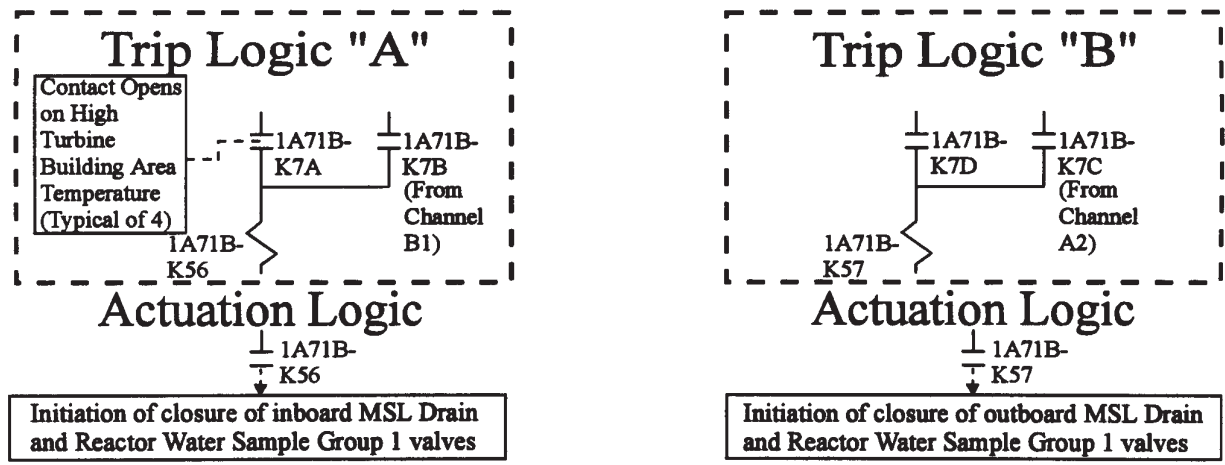 Trip Logic "A"
Contact Opens
on High
Turbine
Building Area
Temperature
(Typical of 4)
1A71B-
K7A
1A71B-
K7B
(From
Channel
B1)
1A71B-
K56
Actuation Logic
1A71B-
K56
Initiation of closure of inboard MSL Drain
and Reactor Water Sample Group 1 valves
Trip Logic "B"
1A71B-
K7D
1A71B-
K7C
(From
Channel
A2)
1A71B-
K57
Actuation Logic
1A71B-
K57
Initiation of closure of outboard MSL Drain
and Reactor Water Sample Group 1 valves